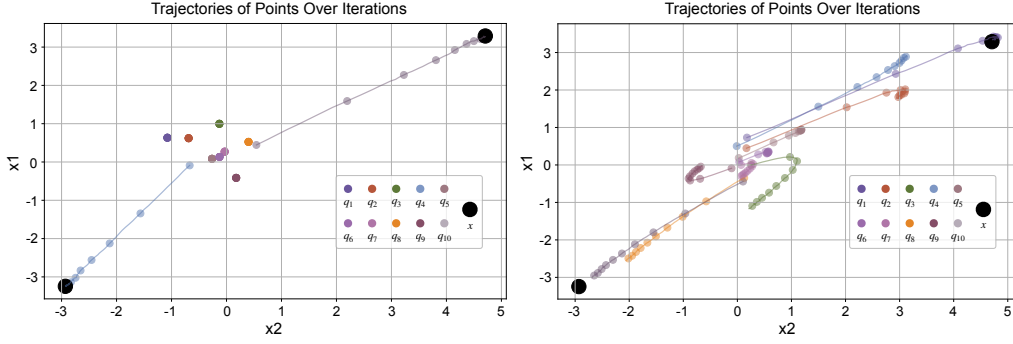 Trajectories of Points Over Iterations
x1
3
2
1
0
-1
-2
-3
-3 -2 -1 0 1 2 3 4 5
x2
q1 q2 q3 q4 q5
x
q6 q7 q8 q9 q10
Trajectories of Points Over Iterations
x1
3
2
1
0
-1
-2
-3
-3 -2 -1 0 1 2 3 4 5
x2
q1 q2 q3 q4 q5
x
q6 q7 q8 q9 q10